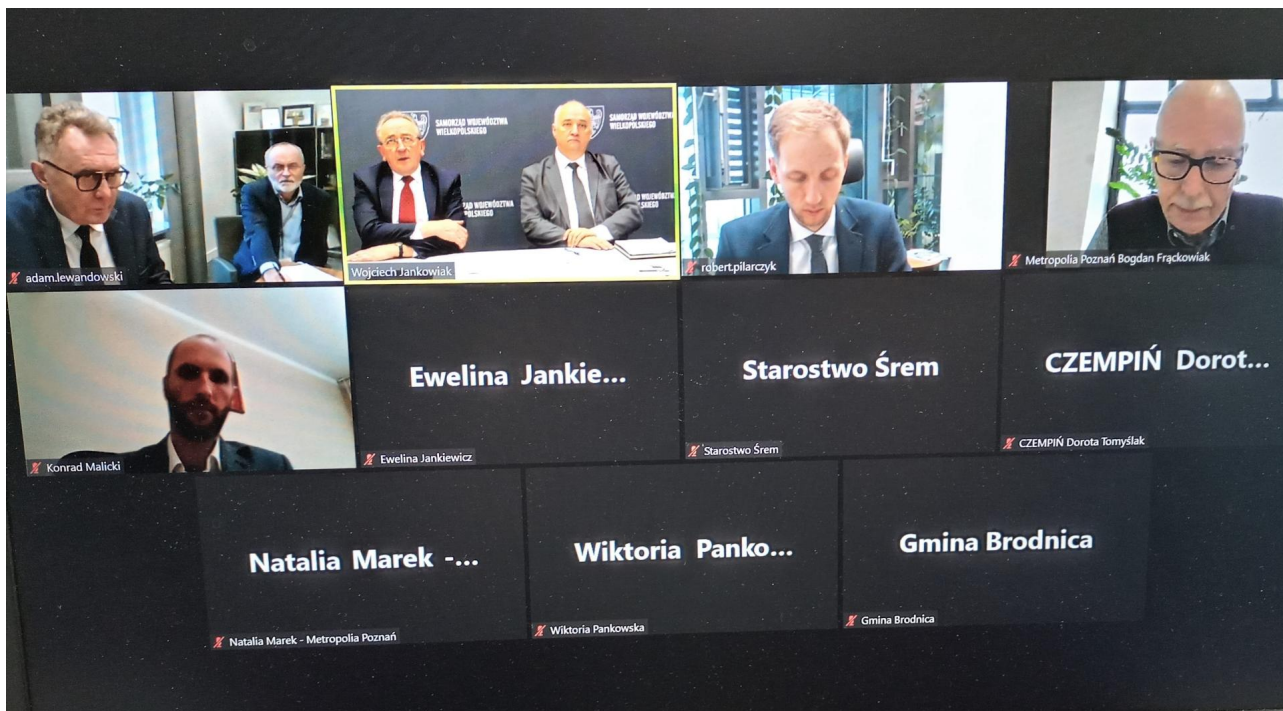 SAMORZĄD WOJEWÓDZTWA
WIELKOPOLSKIEGO
SAMORZĄD WOJEWÓDZTWA
WIELKOPOLSKIEGO
adam.lewandowski
Wojciech Jankowiak
robert.pilarczyk
Metropolia Poznań Bogdan Frąckowiak
Konrad Malicki
Ewelina Jankie...
Ewelina Jankiewicz
Starostwo Śrem
Starostwo Śrem
CZEMPIŃ Dorot...
CZEMPIŃ Dorota Tomyślak
Natalia Marek -...
Natalia Marek - Metropolia Poznań
Wiktoria Panko...
Wiktoria Pankowska
Gmina Brodnica
Gmina Brodnica